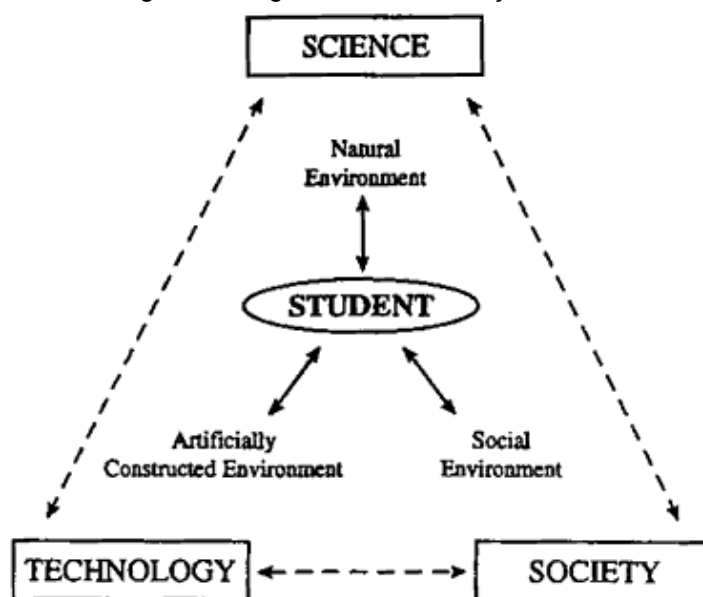 SCIENCE
Natural
Environment
STUDENT
Artificially
Constructed Environment
Social
Environment
TECHNOLOGY
SOCIETY